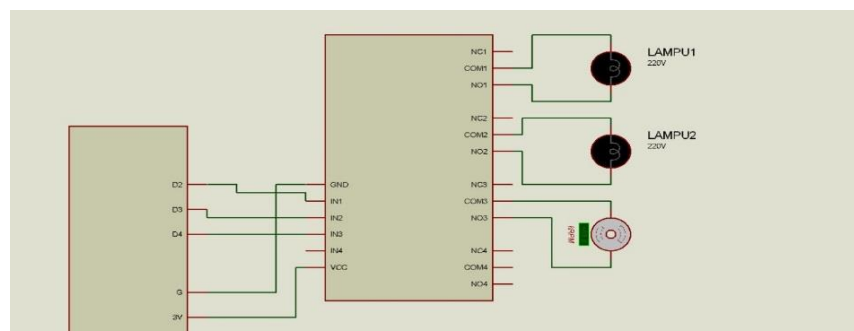 D2
D3
D4
G
3V
GND
IN1
IN2
IN3
IN4
VCC
NC1
COM1
NO1
NC2
COM2
NO2
NC3
COM3
NO3
NC4
COM4
NO4
LAMPU1
220V
LAMPU2
220V